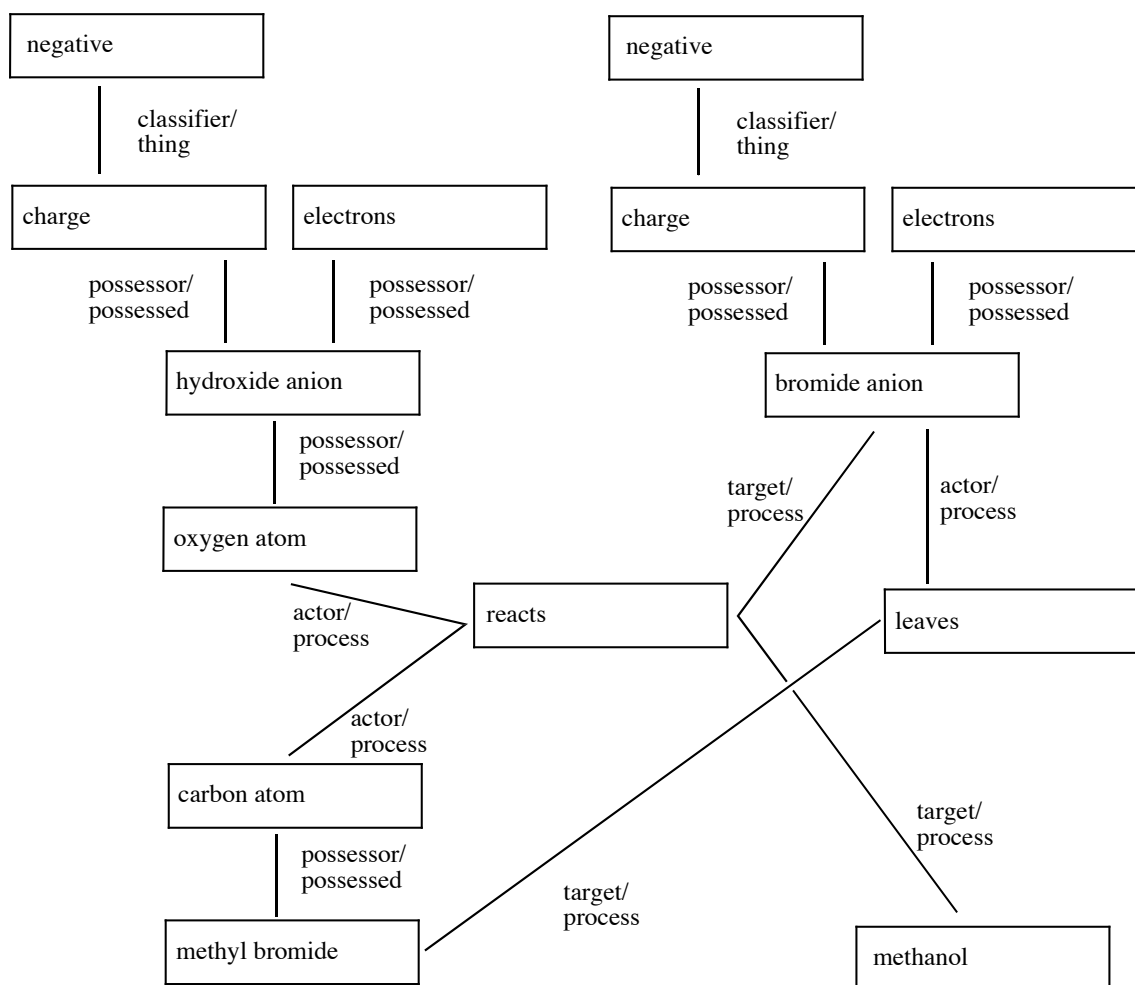 negative
negative
classifier/
thing
classifier/
thing
charge
electrons
charge
electrons
possessor/
possessed
possessor/
possessed
possessor/
possessed
possessor/
possessed
hydroxide anion
bromide anion
possessor/
possessed
target/
process
actor/
process
oxygen atom
actor/
process
reacts
leaves
actor/
process
carbon atom
target/
process
possessor/
possessed
target/
process
methyl bromide
methanol